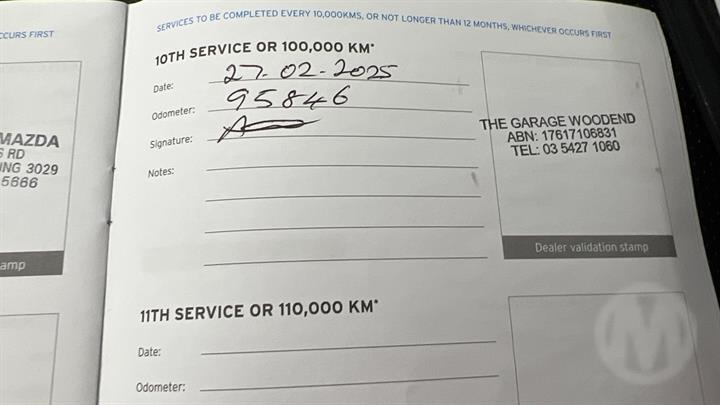 CCURS FIRST
MAZDA
S RD
ING 3029
5666
amp
SERVICES TO BE COMPLETED EVERY 10,000KMS, OR NOT LONGER THAN 12 MONTHS, WHICHEVER OCCURS FIRST
10TH SERVICE OR 100,000 KM*
Date: 27-02-2025
Odometer: 95846
Signature:
Notes:
THE GARAGE WOODEND
ABN: 17617106831
TEL: 03 5427 1060
Dealer validation stamp
11TH SERVICE OR 110,000 KM*
Date:
Odometer:
M